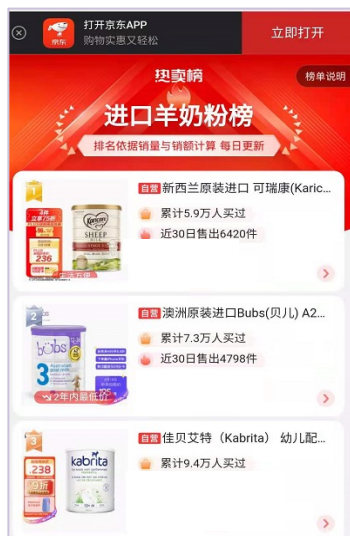 打开京东APP
购物实惠又轻松
京东
立即打开
热卖榜
榜单说明
进口羊奶粉榜
排名依据销量与销额计算 每日更新
1
自营 新西兰原装进口 可瑞康(Karic...
累计5.9万人买过
近30日售出6420件
Karicare
SHEEP
236
2
自营 澳洲原装进口Bubs(贝儿) A2...
累计7.3万人买过
近30日售出4798件
bubs
3
2年内最低价
3
自营 佳贝艾特（Kabrita） 幼儿配...
累计9.4万人买过
238
9折
kabrita